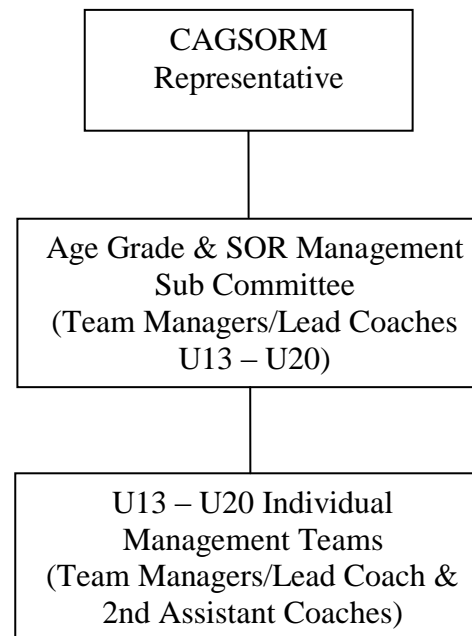 CAGSORM
Representative
Age Grade & SOR Management
Sub Committee
(Team Managers/Lead Coaches
U13 – U20)
U13 – U20 Individual
Management Teams
(Team Managers/Lead Coach &
2nd Assistant Coaches)